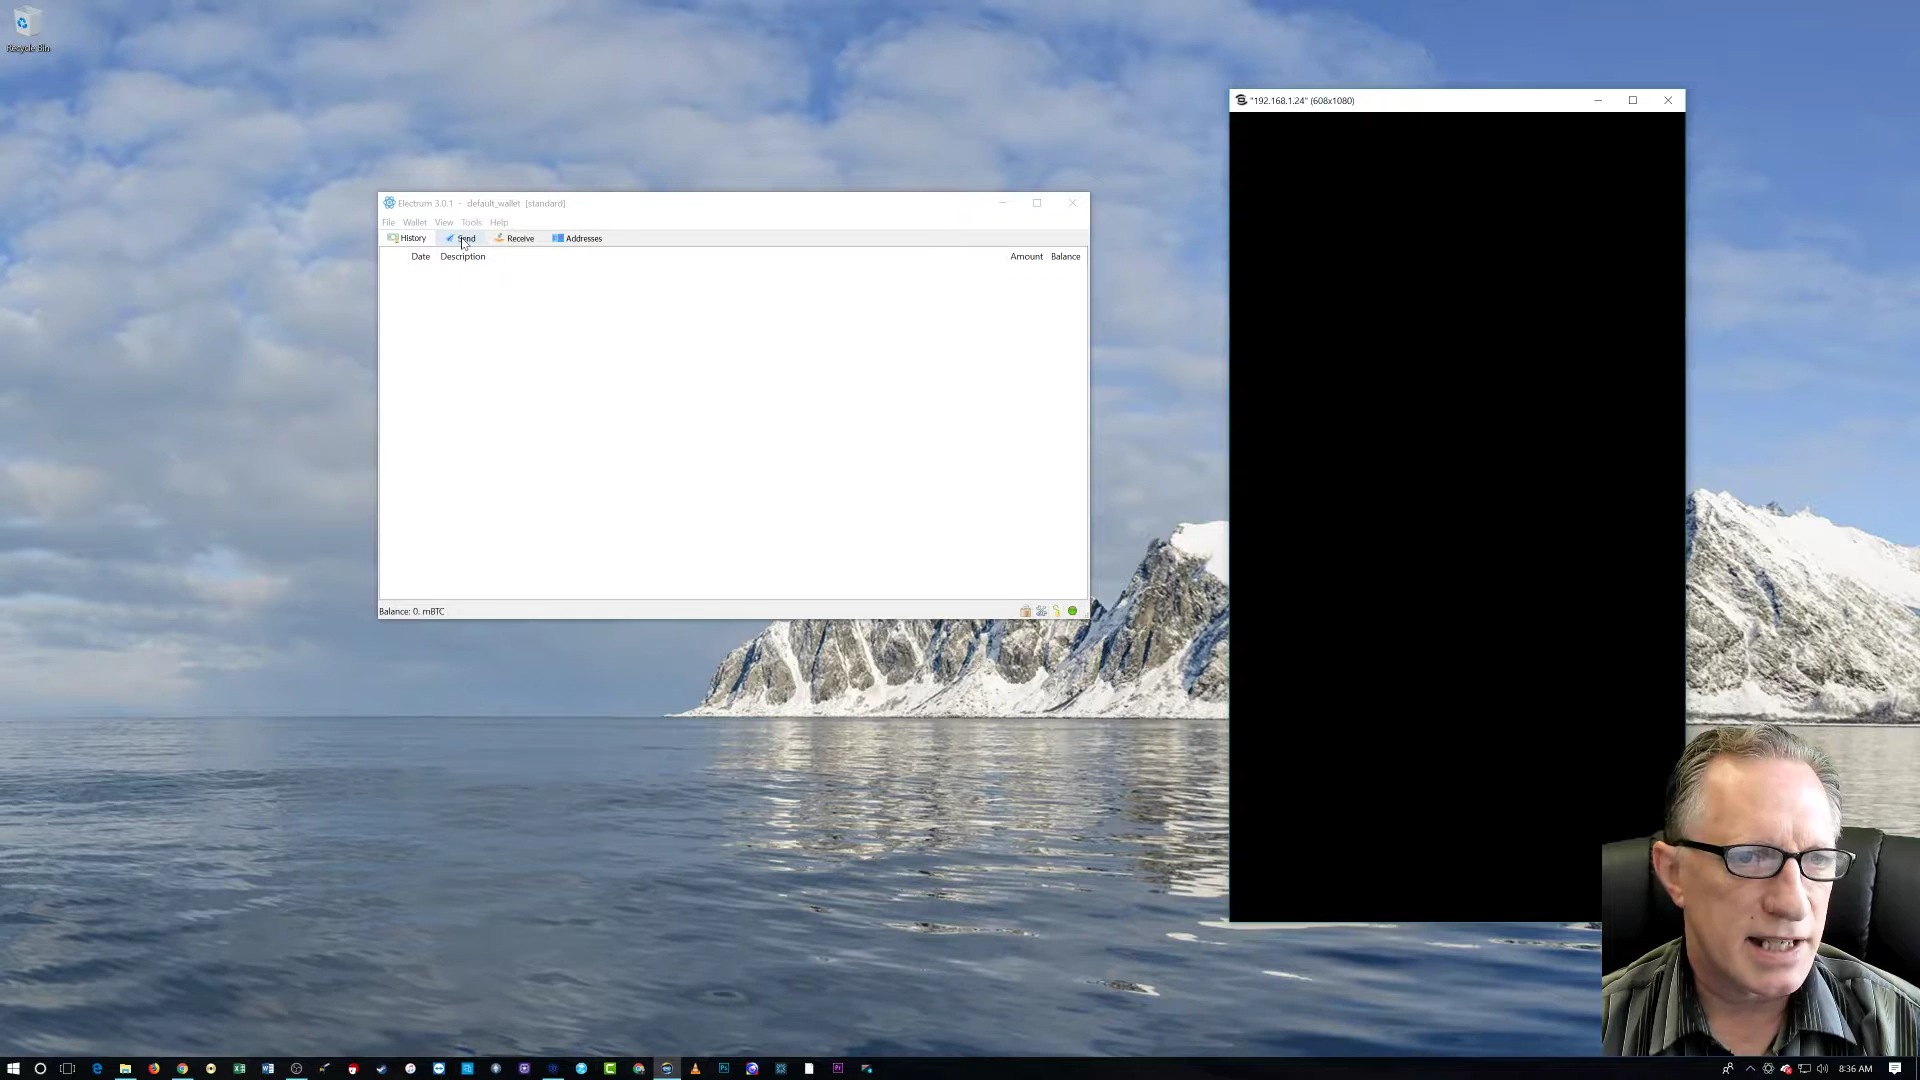 Recycle Bin
"192.168.1.24" (608x1080)
Electrum 3.0.1 - default_wallet [standard]
File Wallet View Tools Help
History Send Receive Addresses
Date Description Amount Balance
Balance: 0. mBTC
8:36 AM